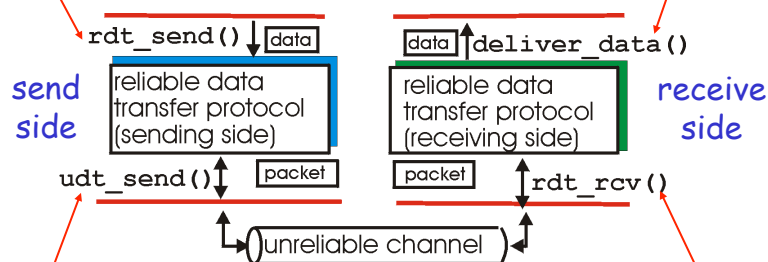 rdt_send()
data
data
deliver_data()
send
side
reliable data
transfer protocol
(sending side)
reliable data
transfer protocol
(receiving side)
receive
side
udt_send()
packet
packet
rdt_rcv()
unreliable channel